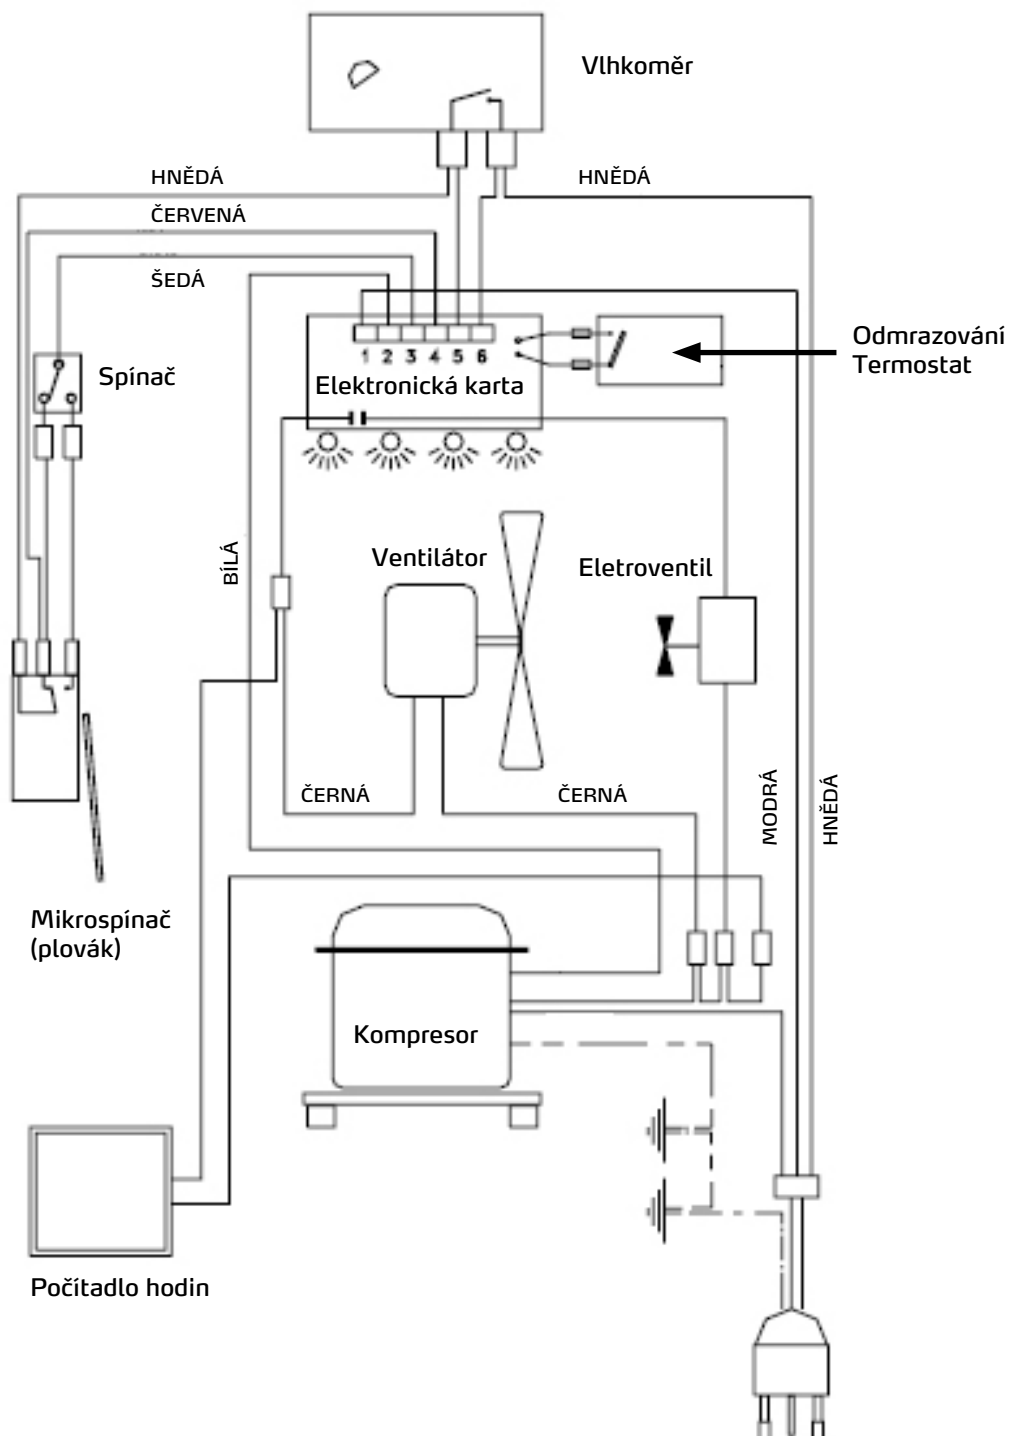 Vlhkoměr
HNĚDÁ
HNĚDÁ
ČERVENÁ
ŠEDÁ
1 2 3 4 5 6
Elektronická karta
Odmrazování
Termostat
Spínač
BÍLÁ
Ventilátor
Eletroventil
ČERNÁ
ČERNÁ
MODRÁ
HNĚDÁ
Mikrospínač
(plovák)
Kompresor
Počítadlo hodin